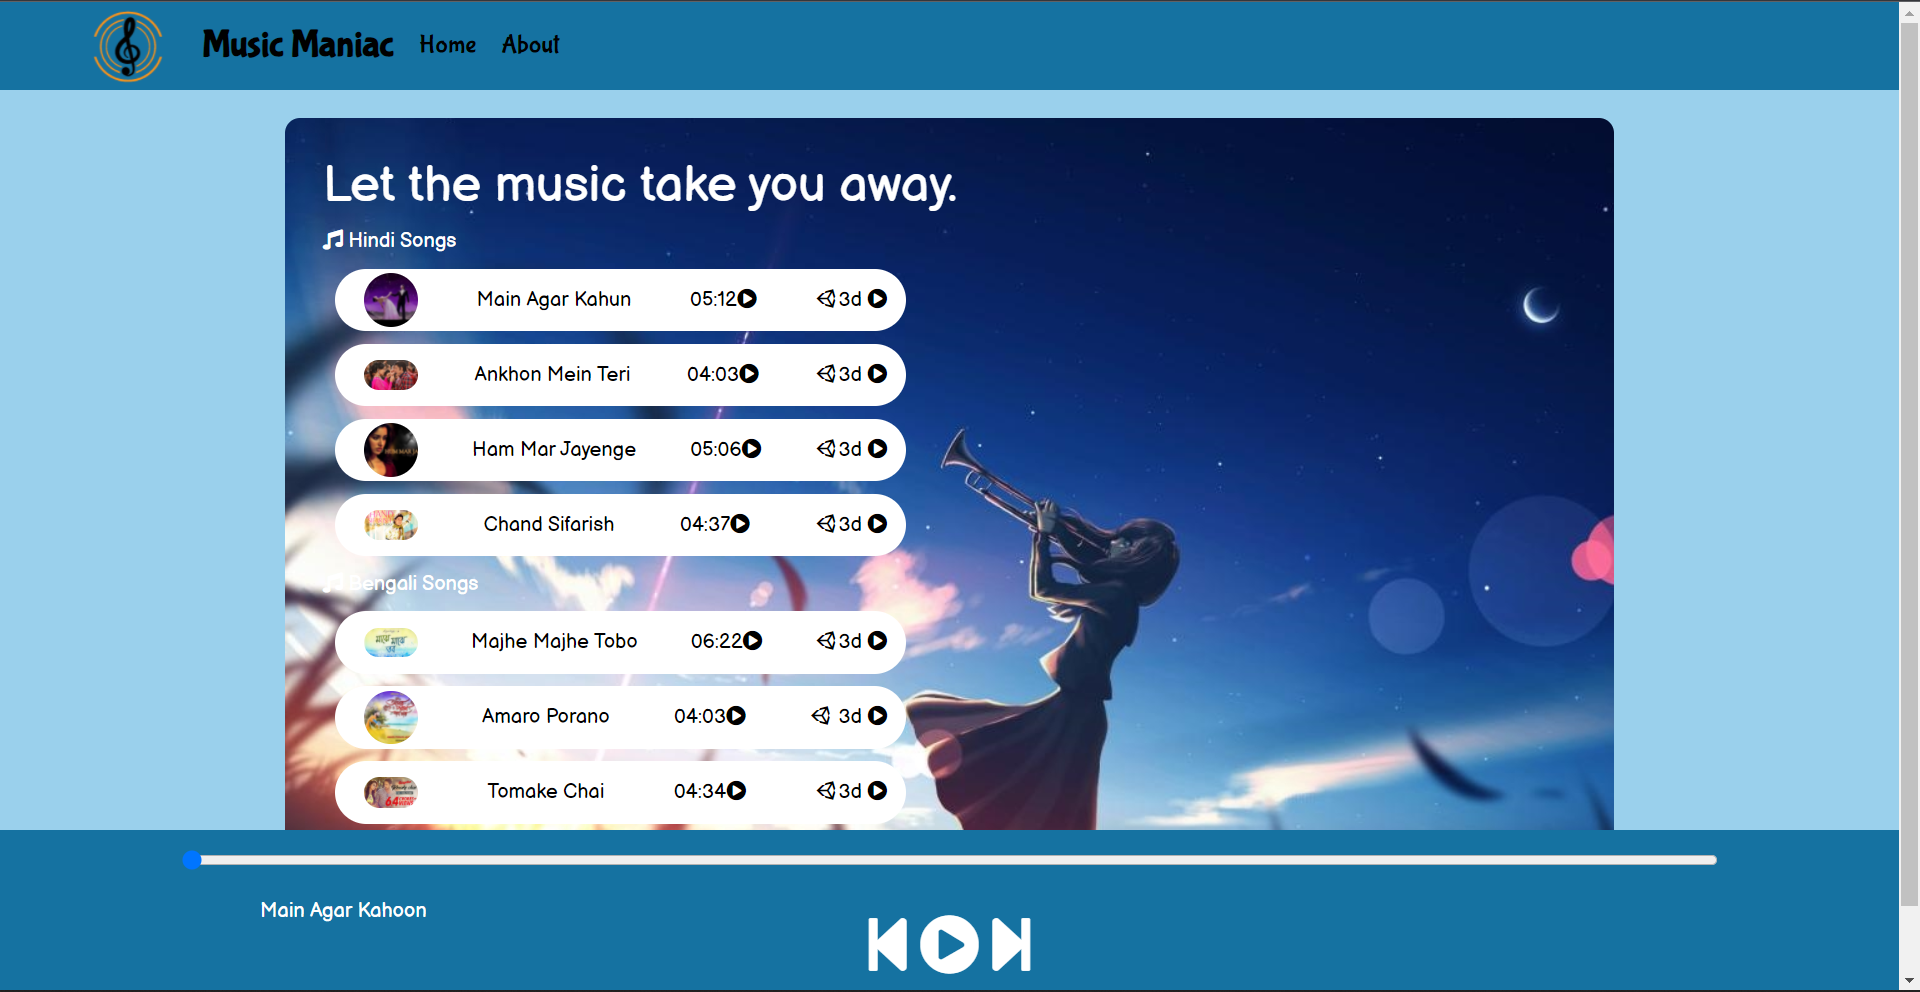 Music Maniac Home About
Let the music take you away.
Hindi Songs
Main Agar Kahun 05:12 3d
Ankhon Mein Teri 04:03 3d
Ham Mar Jayenge 05:06 3d
Chand Sifarish 04:37 3d
Bengali Songs
মাঝে মাঝে
তব
Majhe Majhe Tobo 06:22 3d
Amaro Porano 04:03 3d
Tomake Chai 04:34 3d
Main Agar Kahoon